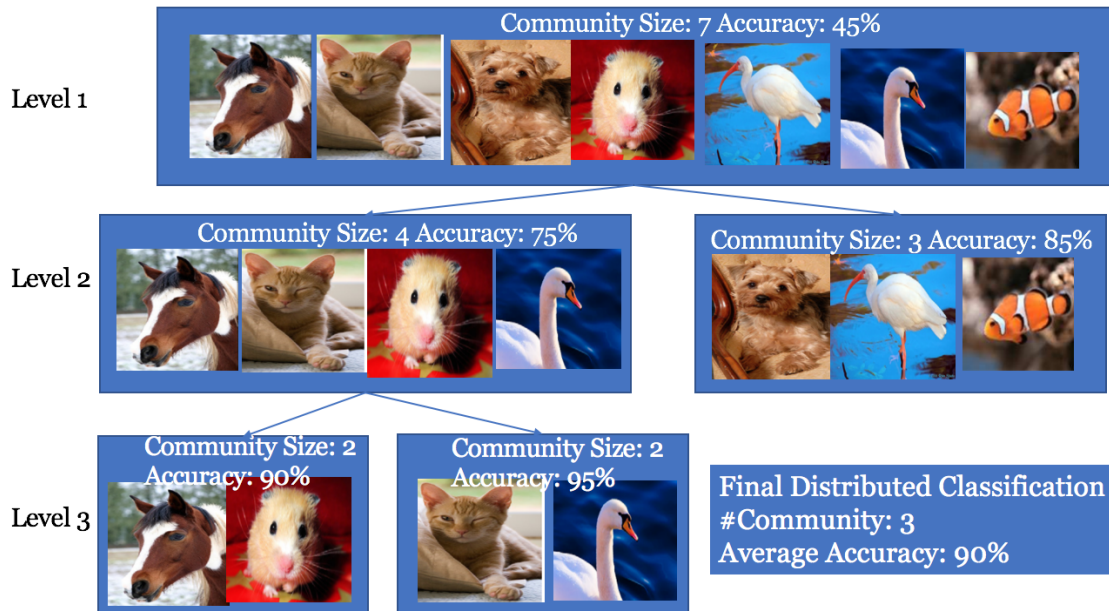 Community Size: 7 Accuracy: 45%
Level 1
Community Size: 4 Accuracy: 75%
Community Size: 3 Accuracy: 85%
Level 2
Community Size: 2
Accuracy: 90%
Community Size: 2
Accuracy: 95%
Level 3
Final Distributed Classification
#Community: 3
Average Accuracy: 90%